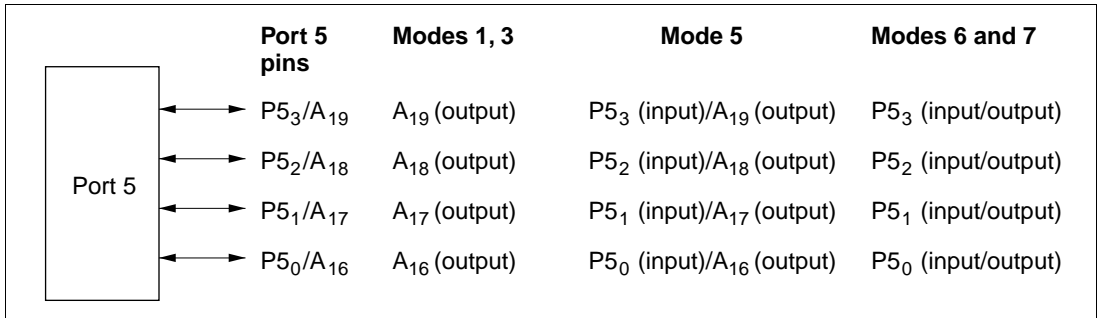 Port 5 pins Modes 1, 3 Mode 5 Modes 6 and 7
P5₃/A₁₉ A₁₉ (output) P5₃ (input)/A₁₉ (output) P5₃ (input/output)
P5₂/A₁₈ A₁₈ (output) P5₂ (input)/A₁₈ (output) P5₂ (input/output)
Port 5
P5₁/A₁₇ A₁₇ (output) P5₁ (input)/A₁₇ (output) P5₁ (input/output)
P5₀/A₁₆ A₁₆ (output) P5₀ (input)/A₁₆ (output) P5₀ (input/output)